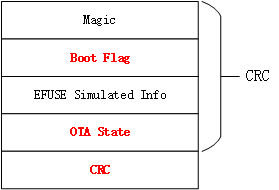 Magic
Boot Flag
EFUSE Simulated Info
OTA State
CRC
CRC